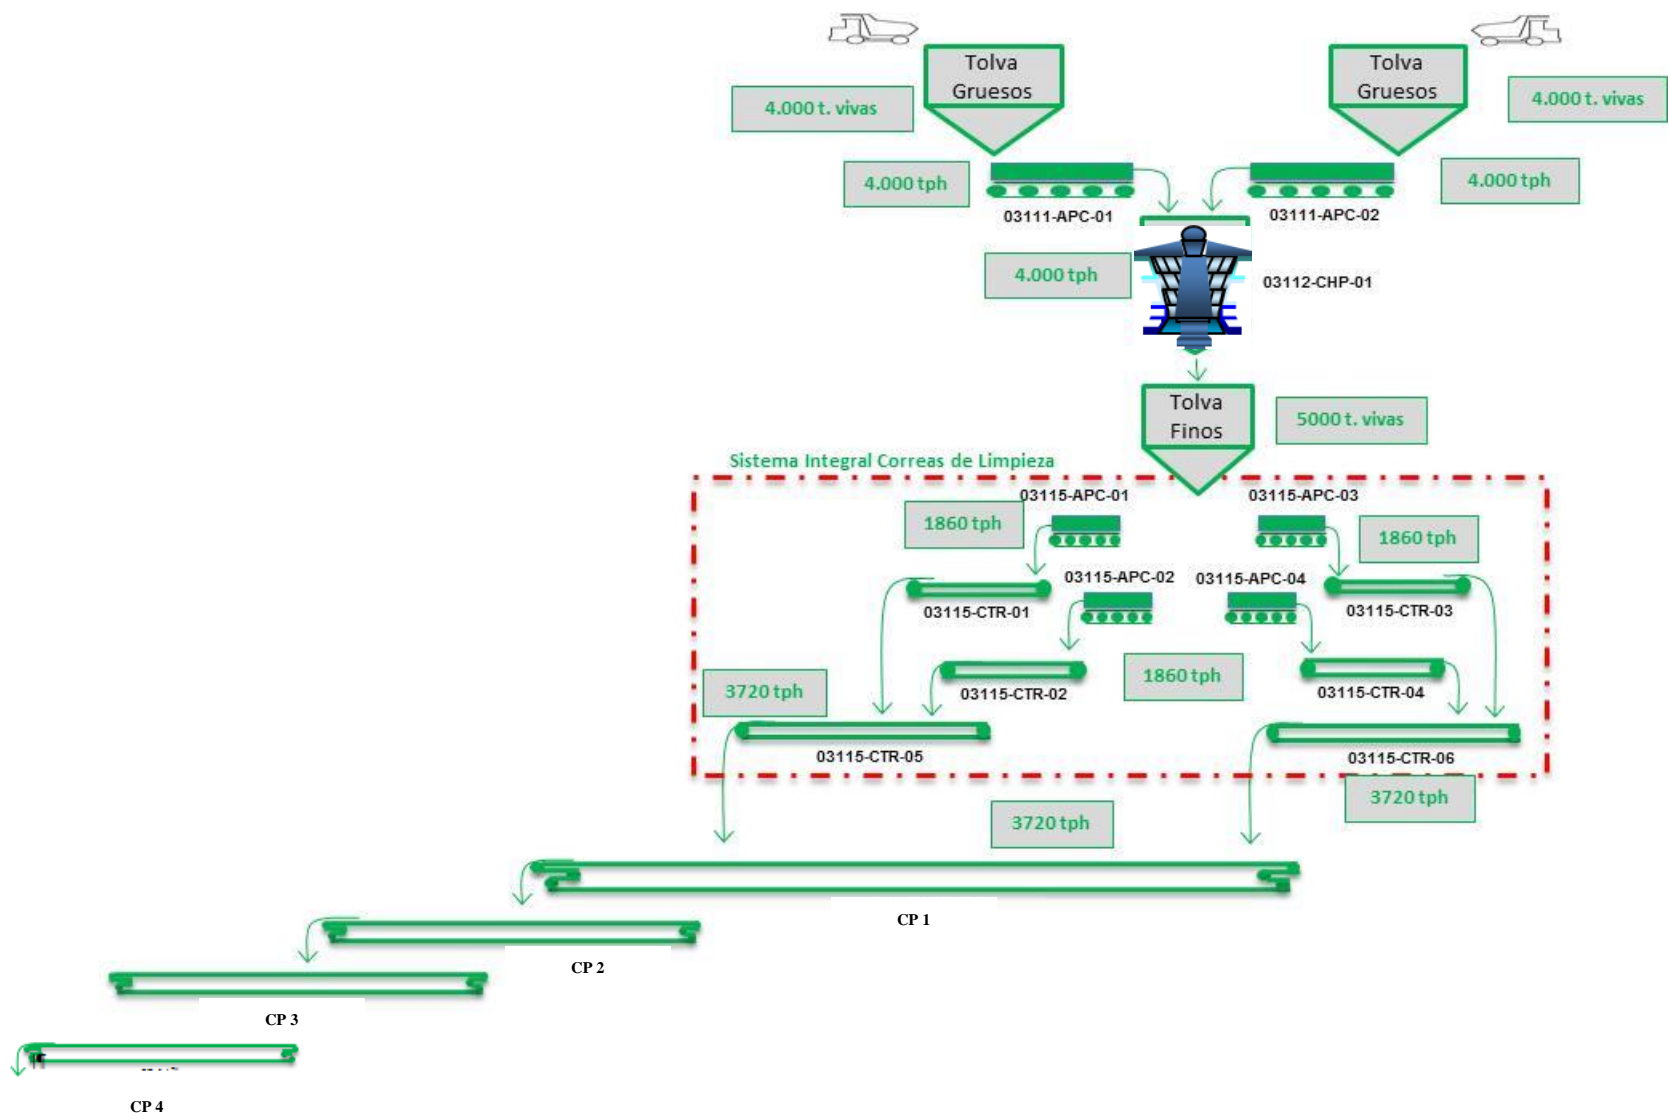 Tolva
Gruesos
Tolva
Gruesos
4.000 t. vivas
4.000 t. vivas
4.000 tph
4.000 tph
03111-APC-01
03111-APC-02
4.000 tph
03112-CHP-01
Tolva
Finos
5000 t. vivas
Sistema Integral Correas de Limpieza
03115-APC-01
03115-APC-03
1860 tph
1860 tph
03115-APC-02
03115-APC-04
03115-CTR-01
03115-CTR-03
1860 tph
3720 tph
03115-CTR-02
03115-CTR-04
03115-CTR-05
03115-CTR-06
3720 tph
3720 tph
CP 1
CP 2
CP 3
CP 4